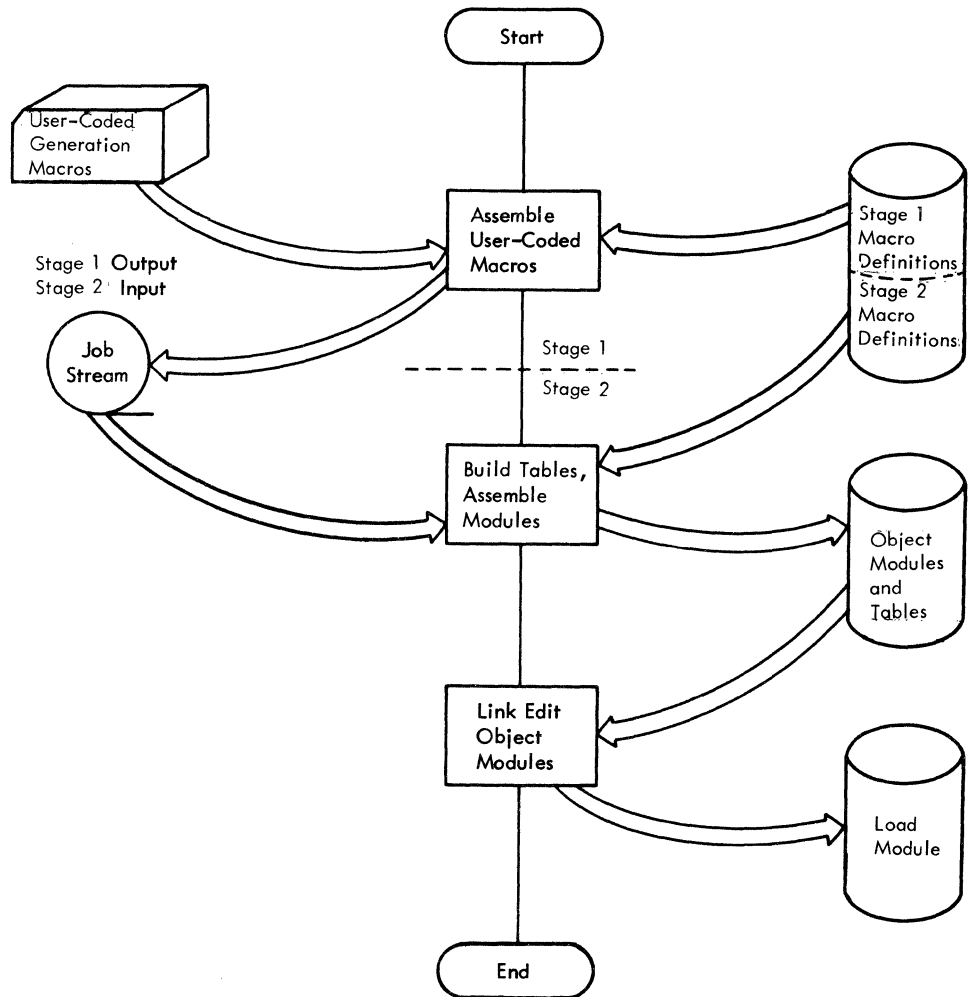 Start
User-Coded
Generation
Macros
Assemble
User-Coded
Macros
Stage 1
Macro
Definitions
Stage 2
Macro
Definitions
Stage 1 Output
Stage 2 Input
Job
Stream
Stage 1
Stage 2
Build Tables,
Assemble
Modules
Object
Modules
and
Tables
Link Edit
Object
Modules
Load
Module
End